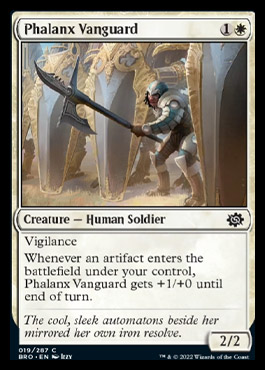 Phalanx Vanguard 1
Creature — Human Soldier
Vigilance
Whenever an artifact enters the
battlefield under your control,
Phalanx Vanguard gets +1/+0 until
end of turn.
The cool, sleek automatons beside her
mirrored her own iron resolve.
2/2
019/287 C
BRO • EN Izzy
™ & © 2022 Wizards of the Coast